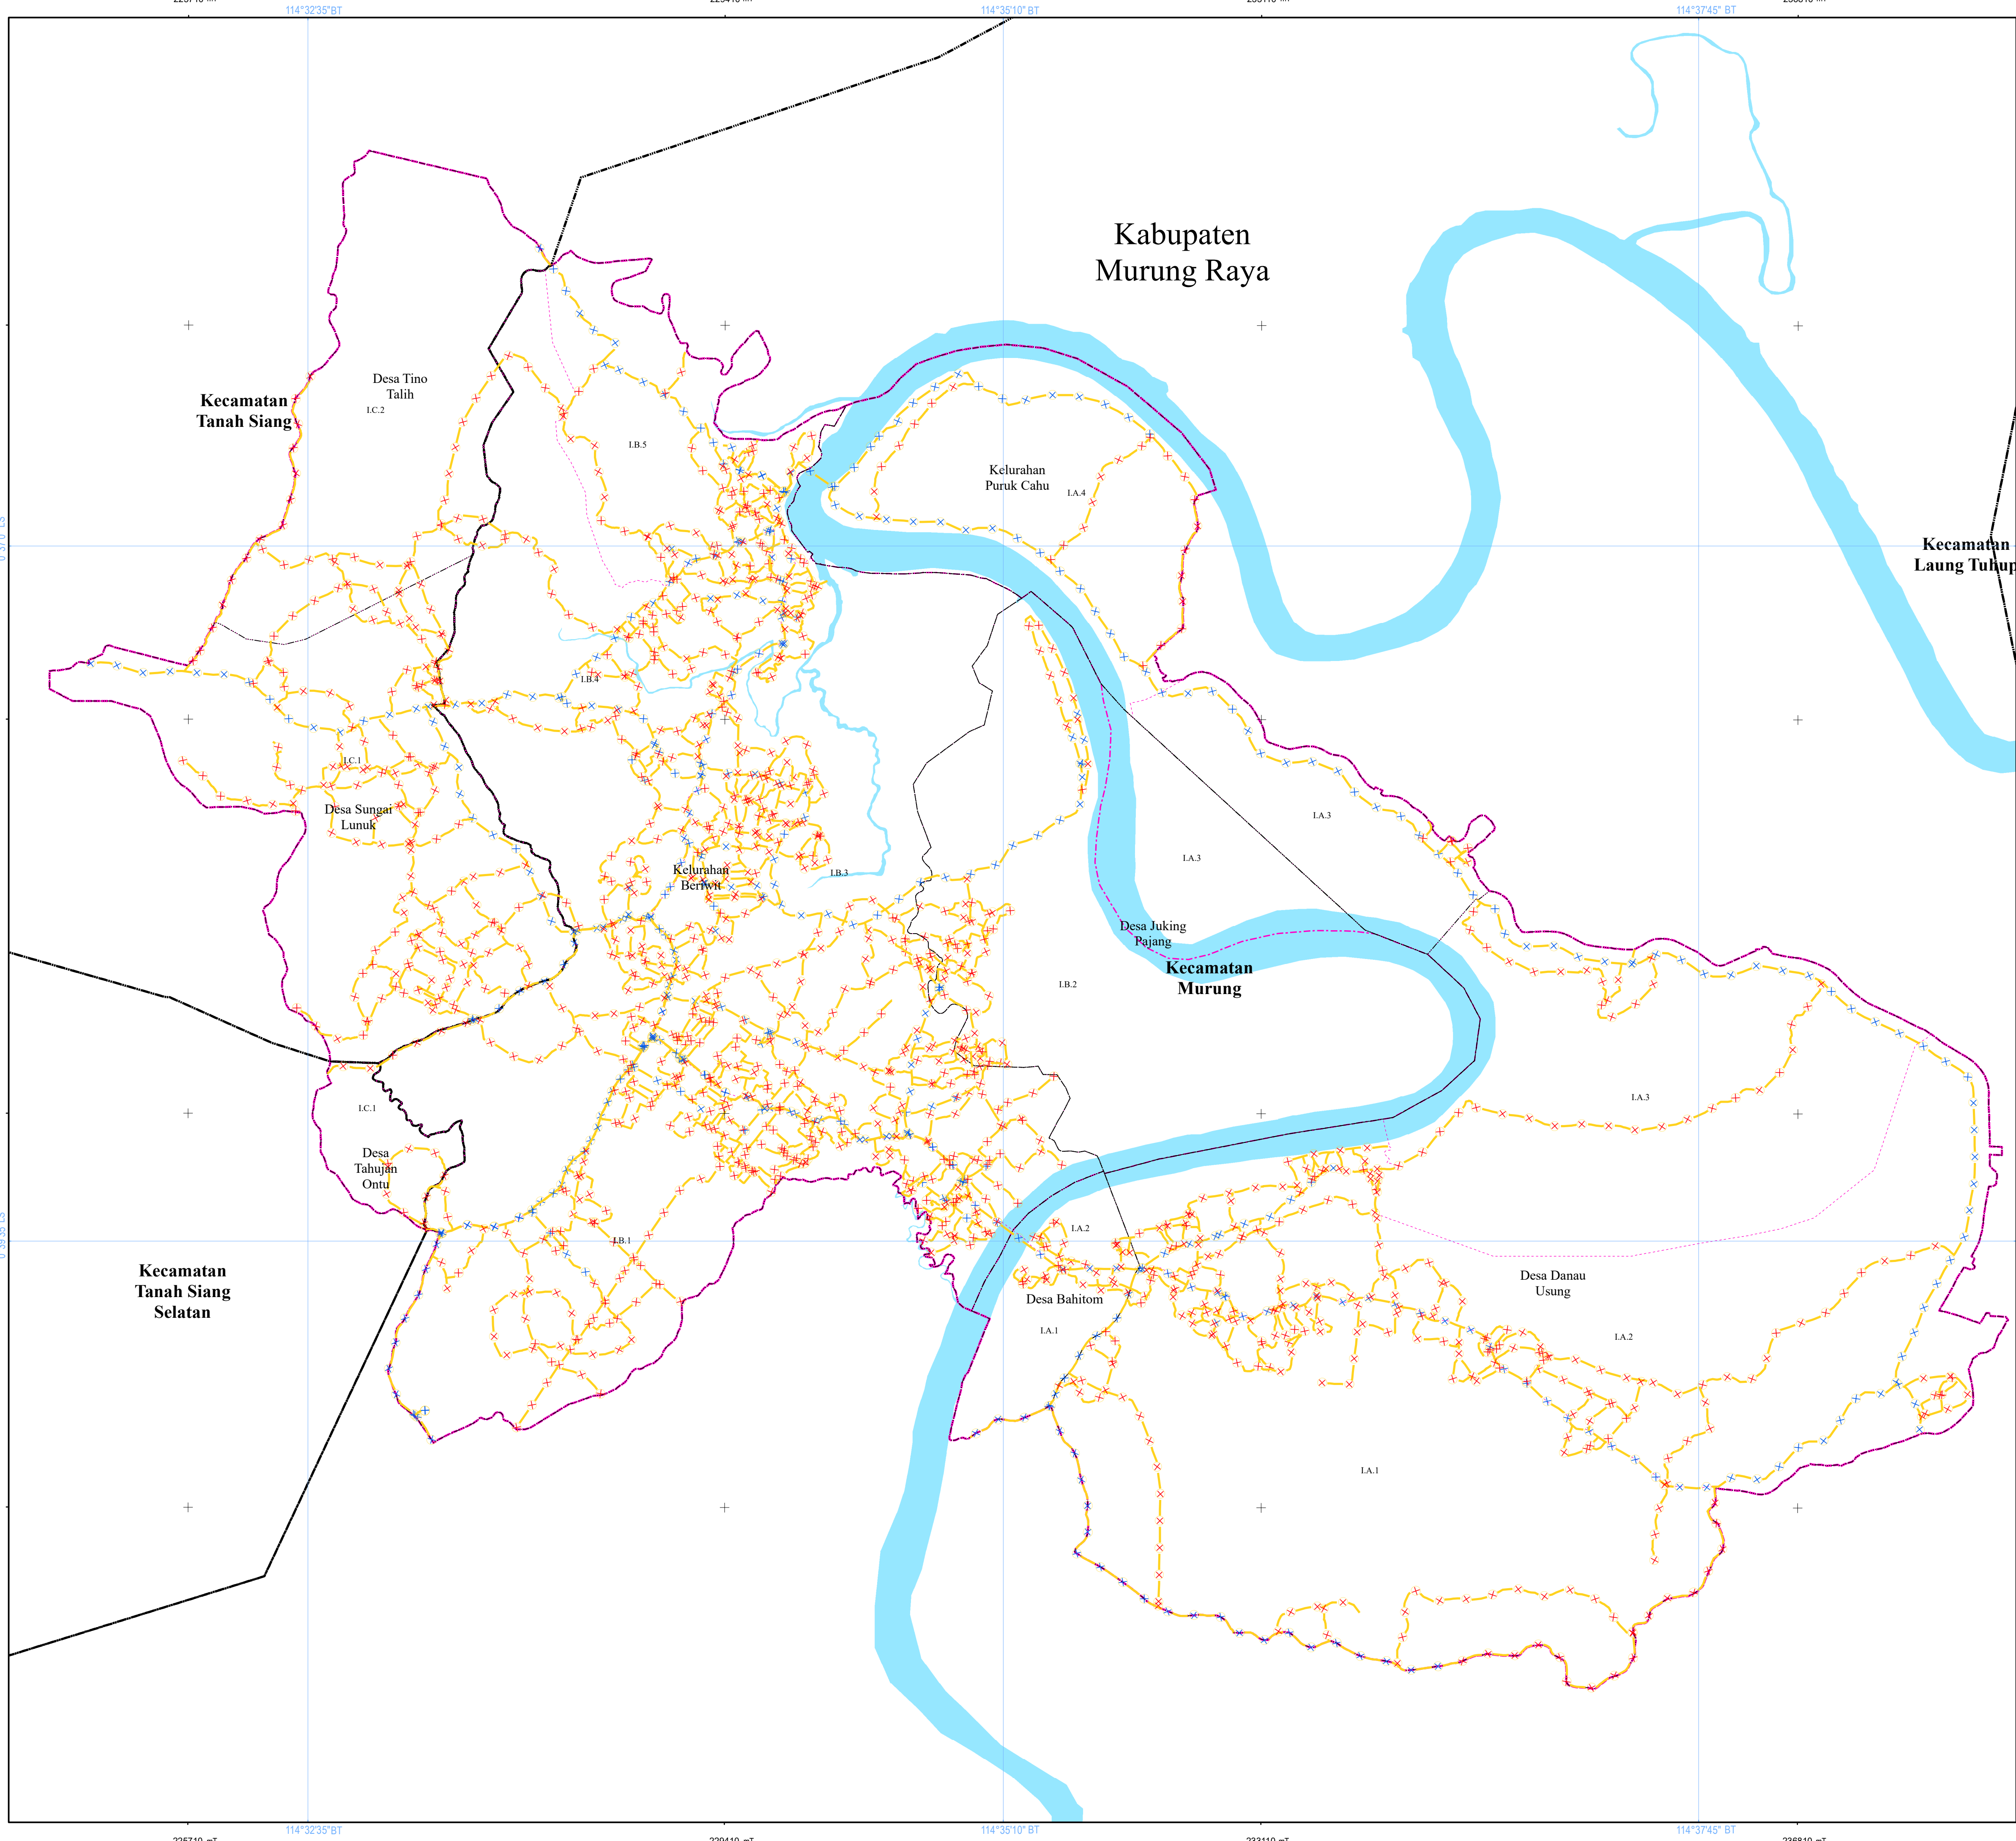 114°32'35"BT
114°35'10" BT
114°37'45" BT
Kabupaten
Murung Raya
Desa Tino
Talih
I.C.2
Kecamatan
Tanah Siang
I.B.5
Kelurahan
Puruk Cahu
I.A.4
Kecamatan
Laung Tuhup
I.B.4
I.C.1
Desa Sungai
Lunuk
I.A.3
I.A.3
Kelurahan
Beriwit
I.B.3
Desa Juking
Pajang
Kecamatan
Murung
I.B.2
I.A.3
I.C.1
Desa
Tahujan
Ontu
I.B.1
I.A.2
Kecamatan
Tanah Siang
Selatan
Desa Bahitom
I.A.1
Desa Danau
Usung
I.A.2
I.A.1
114°32'35"BT
114°35'10" BT
114°37'45" BT